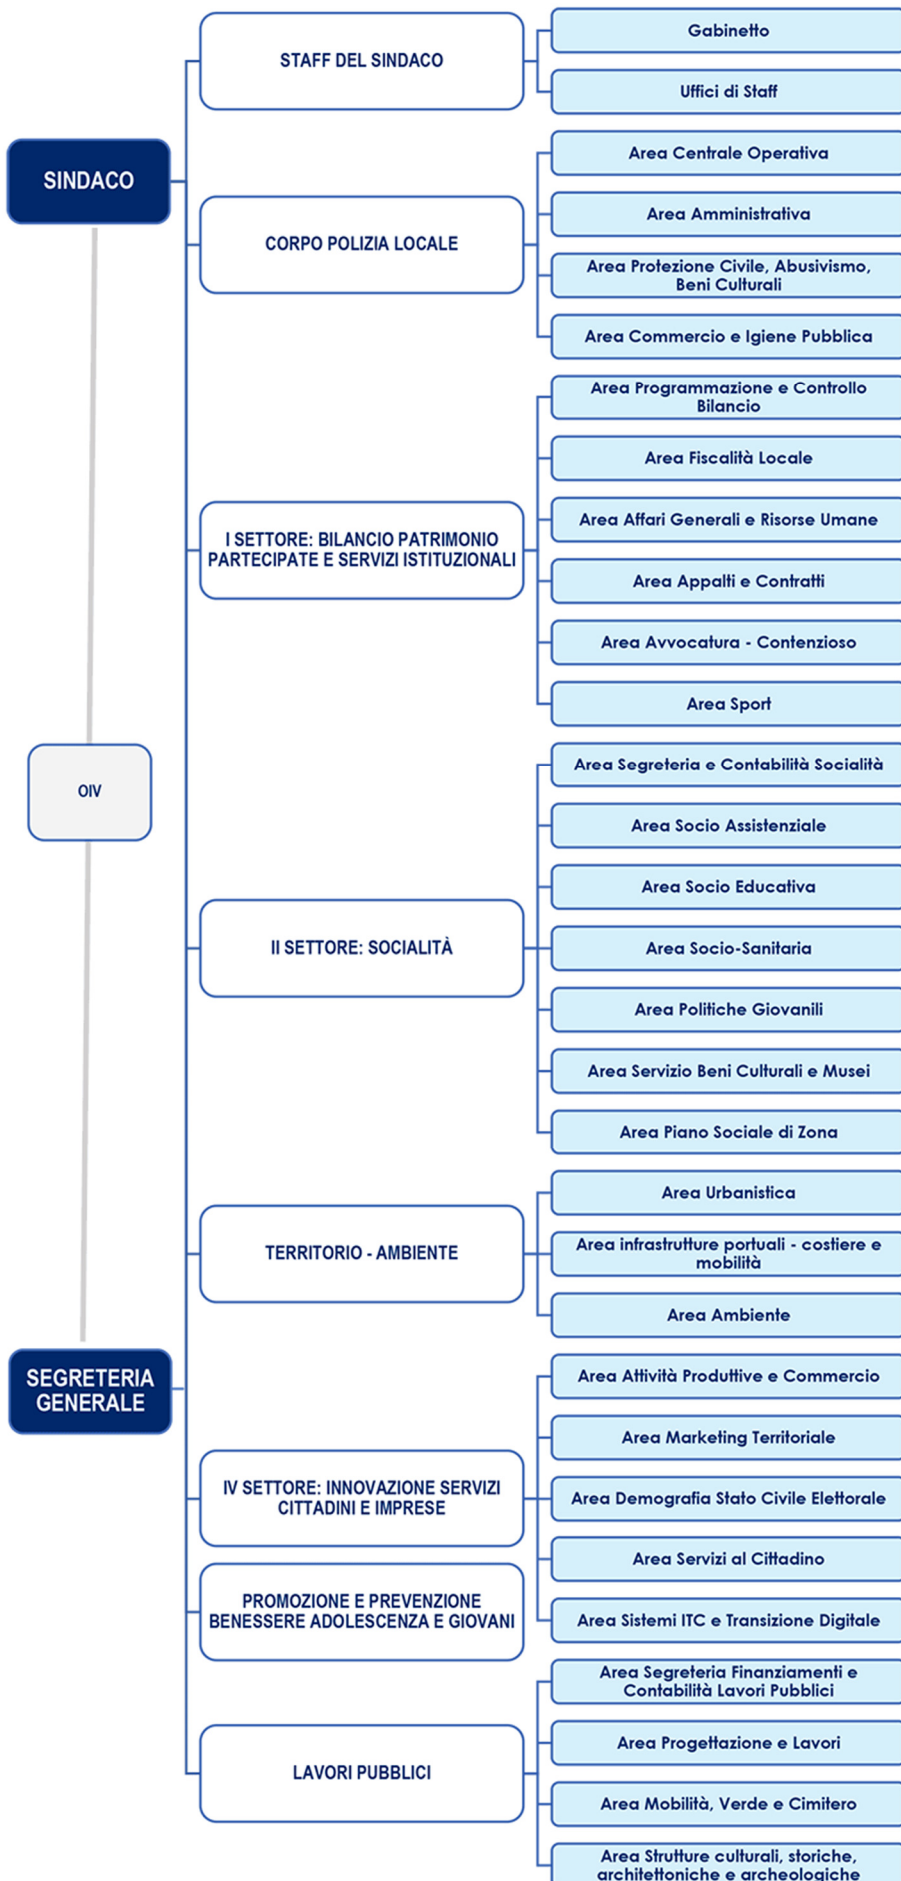 SINDACO
OIV
SEGRETERIA
GENERALE
STAFF DEL SINDACO
Gabinetto
Uffici di Staff
CORPO POLIZIA LOCALE
Area Centrale Operativa
Area Amministrativa
Area Protezione Civile, Abusivismo,
Beni Culturali
Area Commercio e Igiene Pubblica
I SETTORE: BILANCIO PATRIMONIO
PARTECIPATE E SERVIZI ISTITUZIONALI
Area Programmazione e Controllo
Bilancio
Area Fiscalità Locale
Area Affari Generali e Risorse Umane
Area Appalti e Contratti
Area Avvocatura - Contenzioso
Area Sport
II SETTORE: SOCIALITÀ
Area Segreteria e Contabilità Socialità
Area Socio Assistenziale
Area Socio Educativa
Area Socio-Sanitaria
Area Politiche Giovanili
Area Servizio Beni Culturali e Musei
Area Piano Sociale di Zona
TERRITORIO - AMBIENTE
Area Urbanistica
Area infrastrutture portuali - costiere e
mobilità
Area Ambiente
IV SETTORE: INNOVAZIONE SERVIZI
CITTADINI E IMPRESE
Area Attività Produttive e Commercio
Area Marketing Territoriale
Area Demografia Stato Civile Elettorale
Area Servizi al Cittadino
Area Sistemi ITC e Transizione Digitale
PROMOZIONE E PREVENZIONE
BENESSERE ADOLESCENZA E GIOVANI
LAVORI PUBBLICI
Area Segreteria Finanziamenti e
Contabilità Lavori Pubblici
Area Progettazione e Lavori
Area Mobilità, Verde e Cimitero
Area Strutture culturali, storiche,
architettoniche e archeologiche